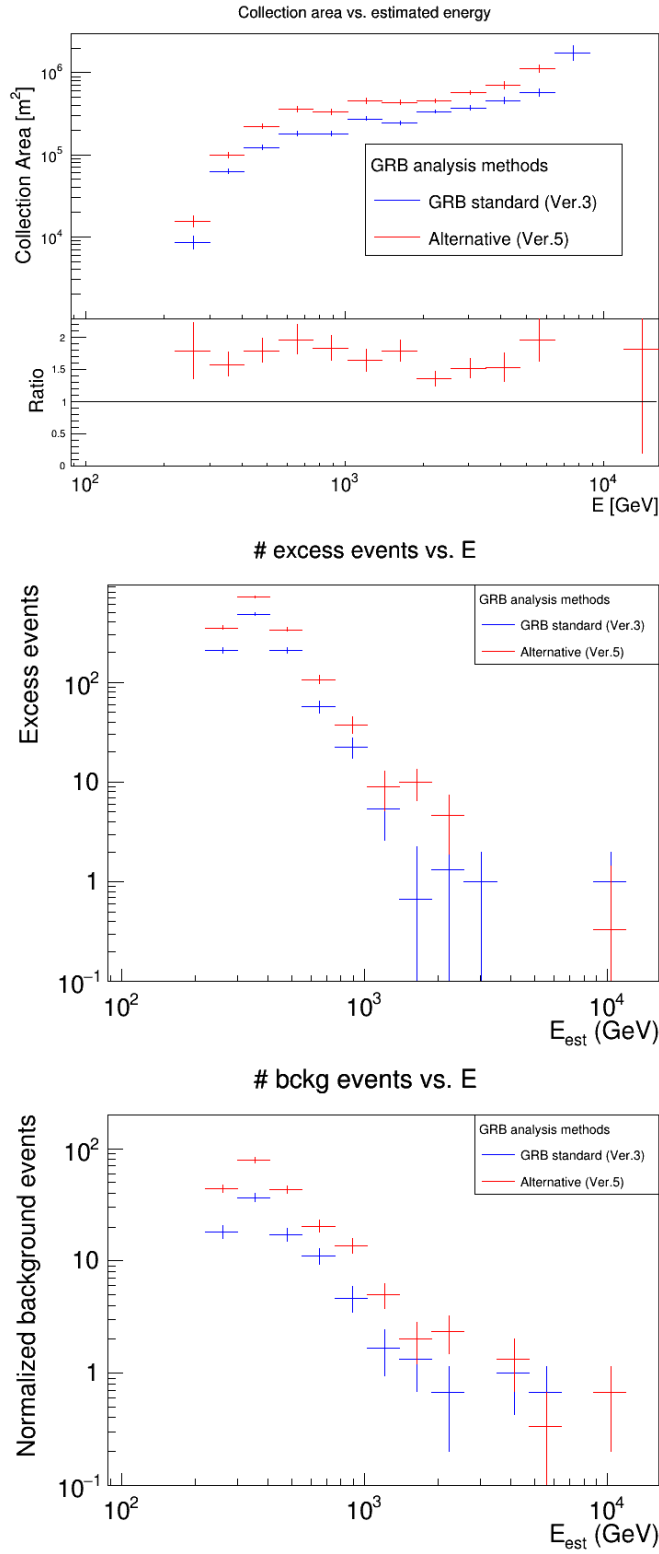 Collection area vs. estimated energy
Collection Area [m²]
10⁶
10⁵
10⁴
GRB analysis methods
GRB standard (Ver.3)
Alternative (Ver.5)
Ratio
2
1.5
1
0.5
0
10² 10³ 10⁴
E [GeV]
# excess events vs. E
Excess events
10²
10
1
10⁻¹
GRB analysis methods
GRB standard (Ver.3)
Alternative (Ver.5)
10² 10³ 10⁴
E_est (GeV)
# bckg events vs. E
Normalized background events
10²
10
1
10⁻¹
GRB analysis methods
GRB standard (Ver.3)
Alternative (Ver.5)
10² 10³ 10⁴
E_est (GeV)